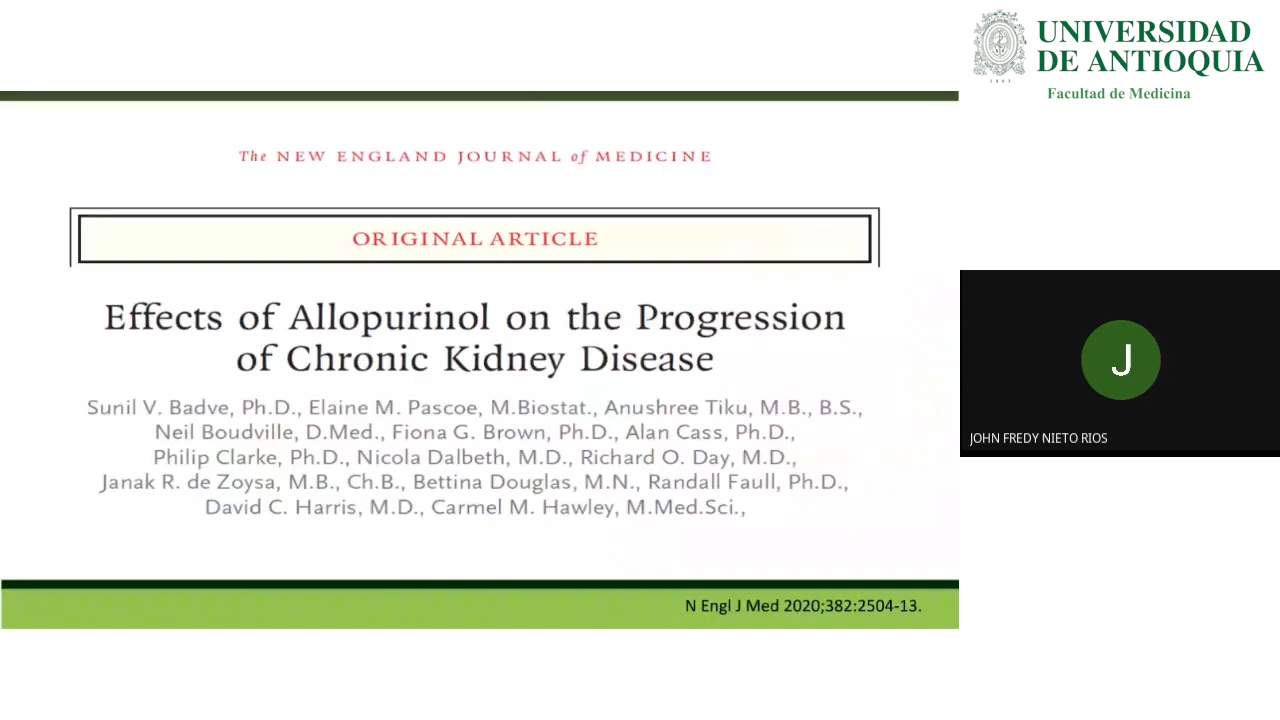 UNIVERSIDAD
DE ANTIOQUIA
1803
Facultad de Medicina
The NEW ENGLAND JOURNAL of MEDICINE
ORIGINAL ARTICLE
Effects of Allopurinol on the Progression
of Chronic Kidney Disease
Sunil V. Badve, Ph.D., Elaine M. Pascoe, M.Biostat., Anushree Tiku, M.B., B.S.,
Neil Boudville, D.Med., Fiona G. Brown, Ph.D., Alan Cass, Ph.D.,
Philip Clarke, Ph.D., Nicola Dalbeth, M.D., Richard O. Day, M.D.,
Janak R. de Zoysa, M.B., Ch.B., Bettina Douglas, M.N., Randall Faull, Ph.D.,
David C. Harris, M.D., Carmel M. Hawley, M.Med.Sci.,
N Engl J Med 2020;382:2504-13.
J
JOHN FREDY NIETO RIOS